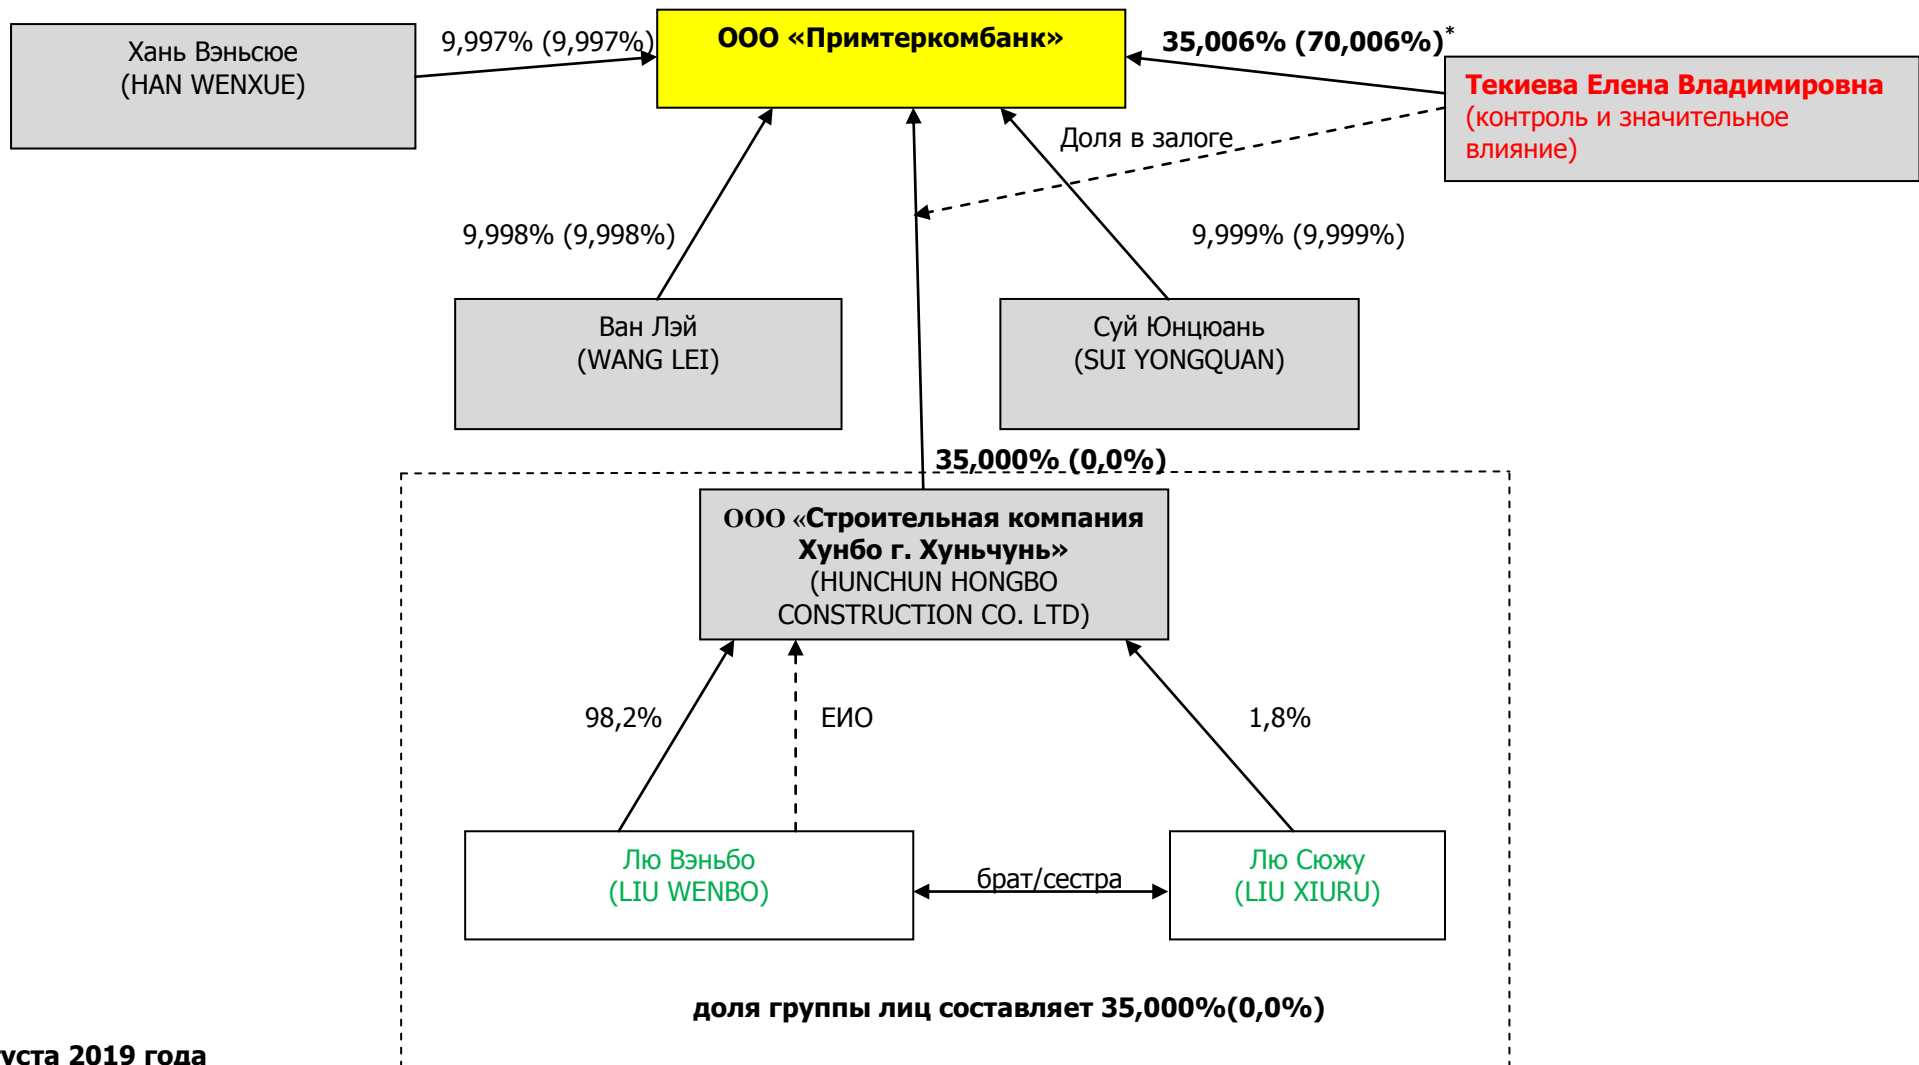 Хань Вэньсюе
(HAN WENXUE)
9,997% (9,997%)
ООО «Примтеркомбанк»
35,006% (70,006%)*
Текиева Елена Владимировна
(контроль и значительное
влияние)
Доля в залоге
9,998% (9,998%)
9,999% (9,999%)
Ван Лэй
(WANG LEI)
Суй Юнцюань
(SUI YONGQUAN)
35,000% (0,0%)
ООО «Строительная компания
Хунбо г. Хуньчунь»
(HUNCHUN HONGBO
CONSTRUCTION CO. LTD)
98,2%
ЕИО
1,8%
Лю Вэньбо
(LIU WENBO)
брат/сестра
Лю Сюжу
(LIU XIURU)
доля группы лиц составляет 35,000%(0,0%)
уста 2019 года